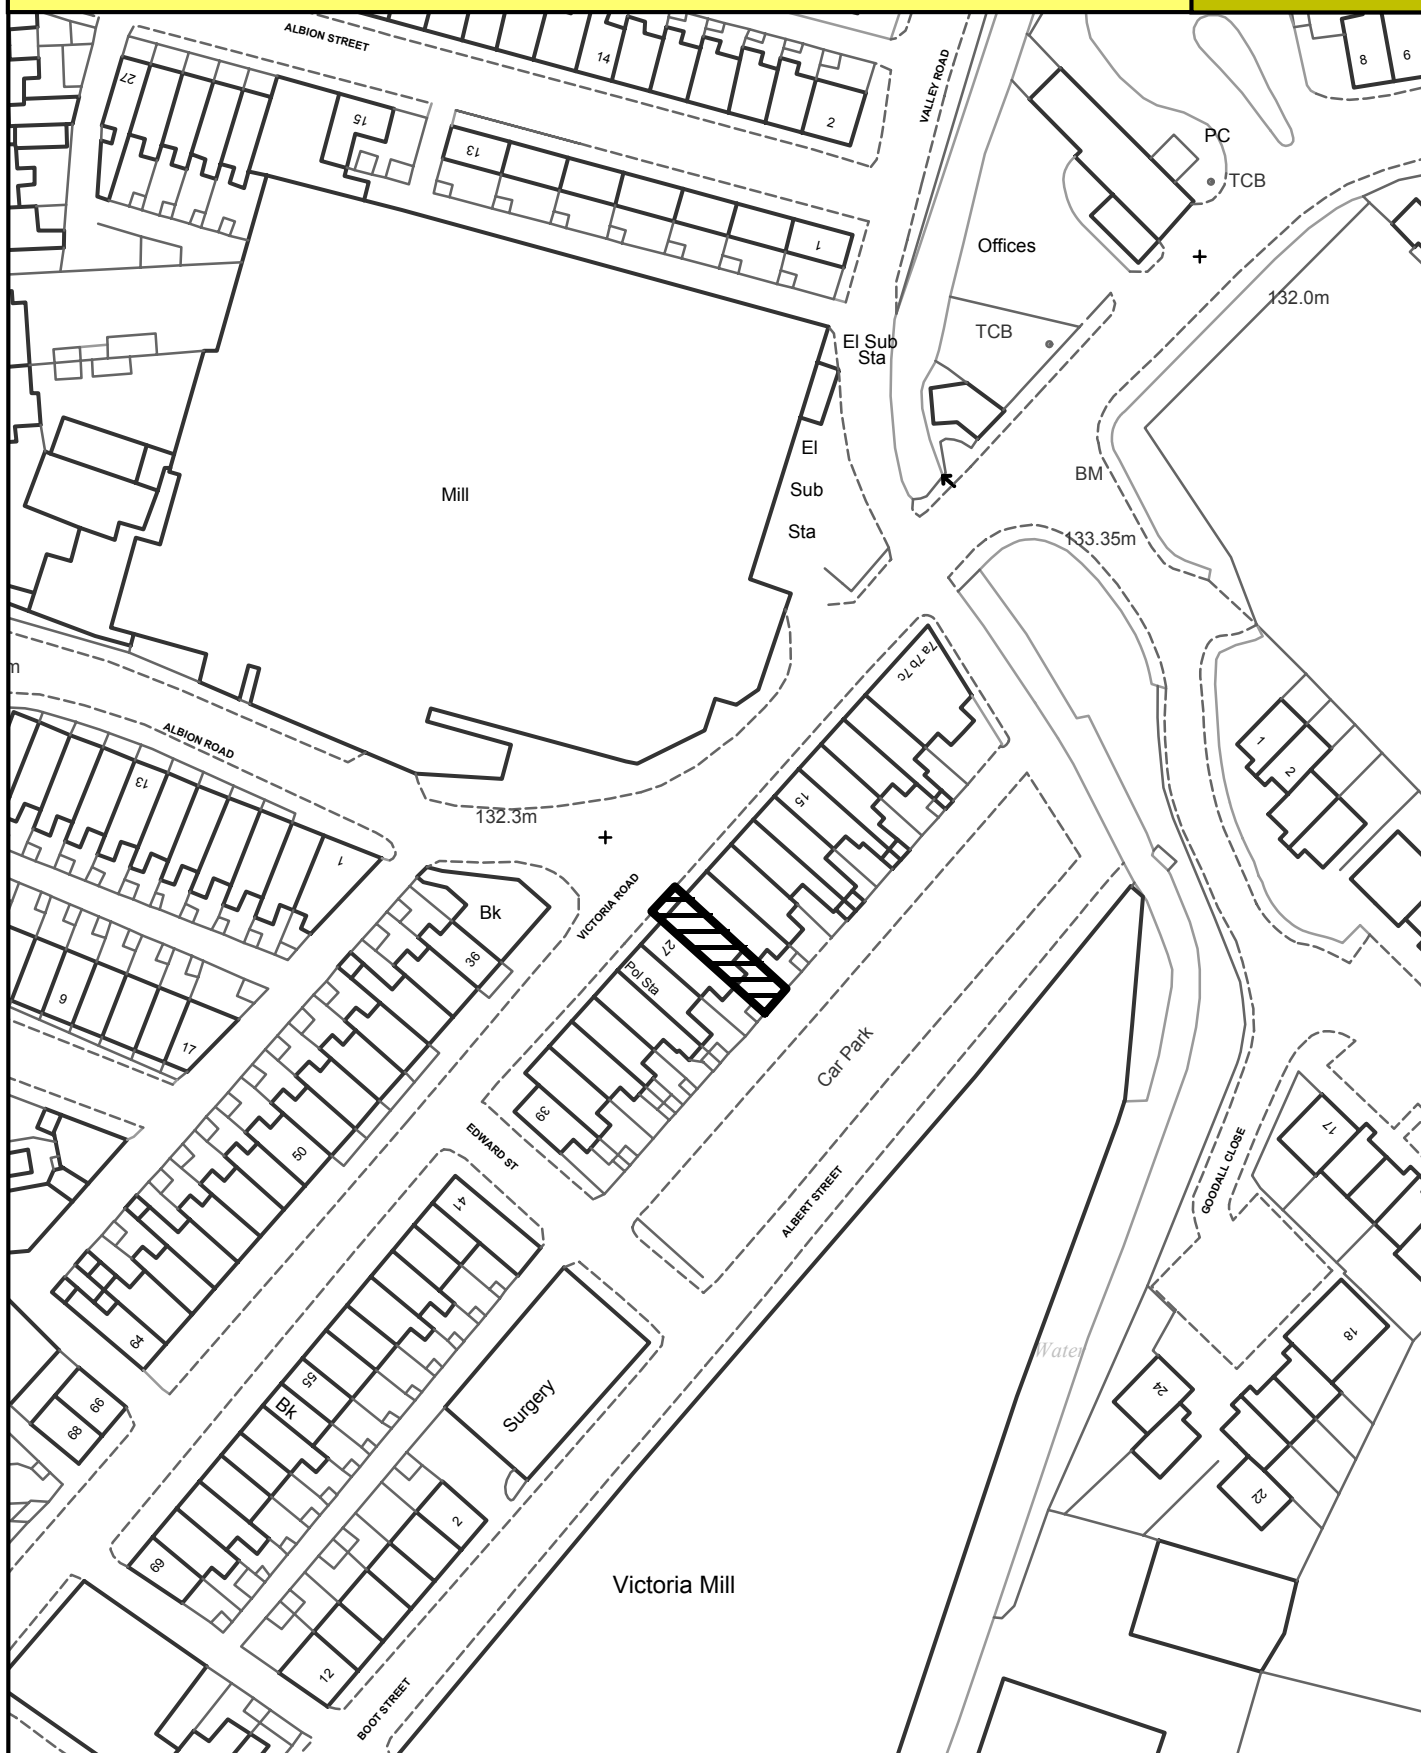 ALBION STREET
14
2
VALLEY ROAD
8
6
27
15
13
1
PC
TCB
Offices
132.0m
TCB
El Sub
Sta
El
Sub
Sta
Mill
BM
133.35m
m
ALBION ROAD
13
1
132.3m
7a 7b 7c
15
1
2
Bk
36
VICTORIA ROAD
27
Pol Sta
9
17
50
39
EDWARD ST
Car Park
ALBERT STREET
GOODALL CLOSE
17
41
64
66
68
55
Bk
Surgery
Water
18
24
22
69
2
12
Victoria Mill
BOOT STREET